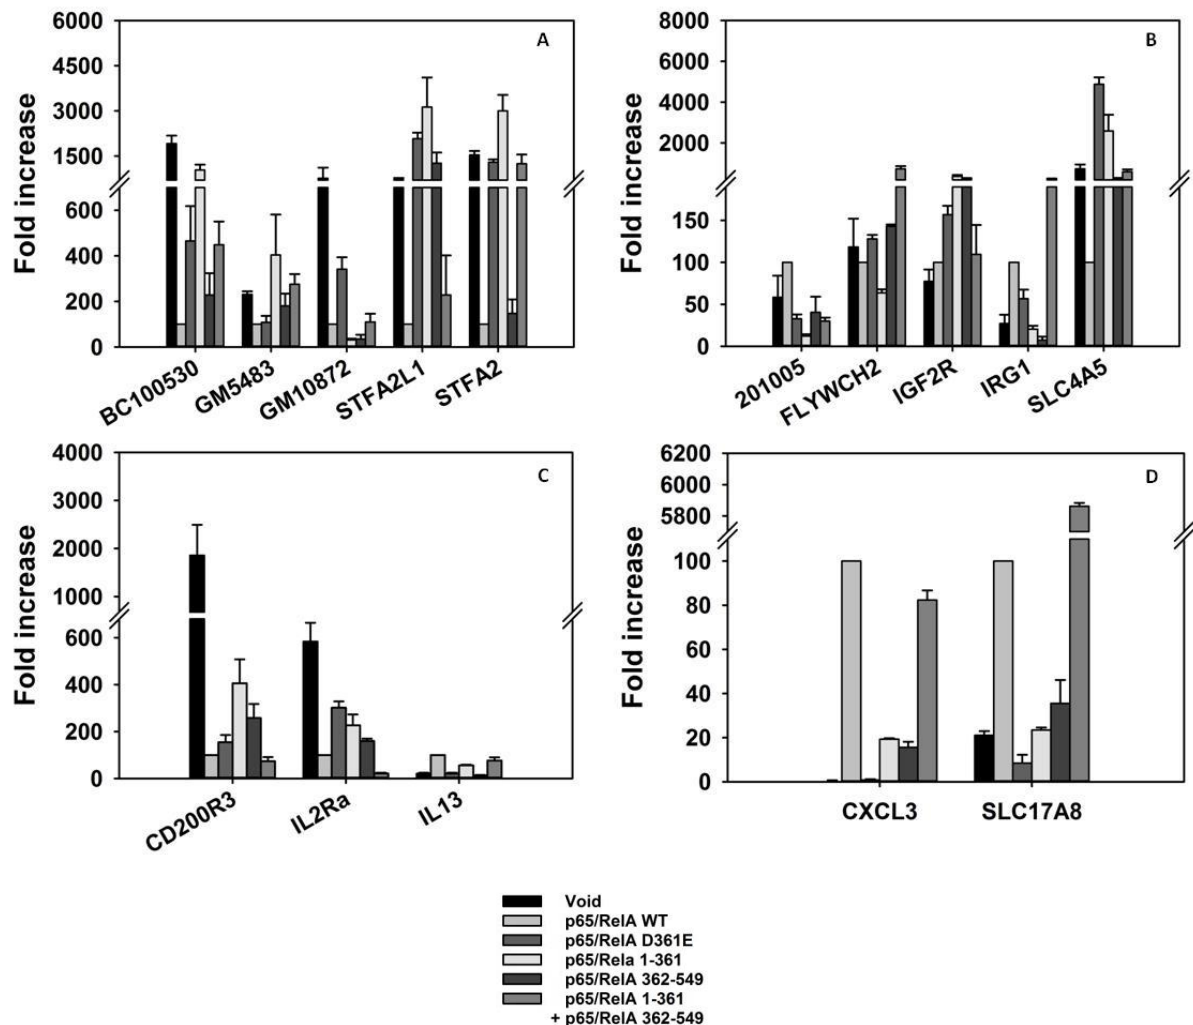 6000
4500
3000
1500
600
400
200
0
Fold increase
A
BC100530
GM5483
GM10872
STFA2L1
STFA2
8000
6000
4000
2000
150
100
50
0
Fold increase
B
201005
FLYWCH2
IGF2R
IRG1
SLC4A5
4000
3000
2000
1000
600
400
200
0
Fold increase
C
CD200R3
IL2Ra
IL13
6200
6000
5800
100
80
60
40
20
0
Fold increase
D
CXCL3
SLC17A8
Void
p65/RelA WT
p65/RelA D361E
p65/Rela 1-361
p65/RelA 362-549
p65/RelA 1-361
+ p65/RelA 362-549